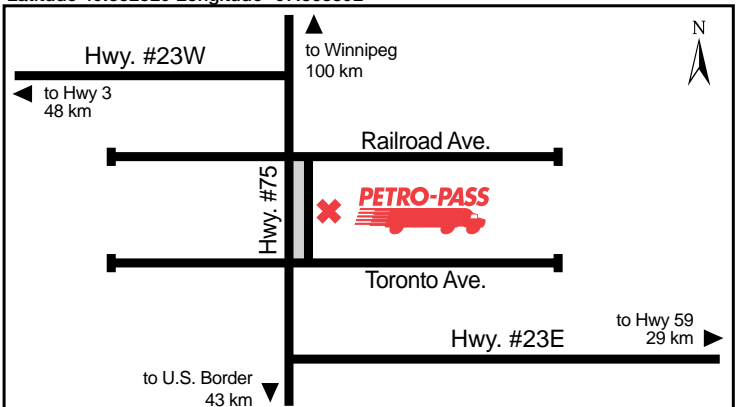 Hwy. #23W
to Winnipeg
100 km
N
to Hwy 3
48 km
Railroad Ave.
Hwy. #75
PETRO-PASS
Toronto Ave.
to Hwy 59
29 km
Hwy. #23E
to U.S. Border
43 km